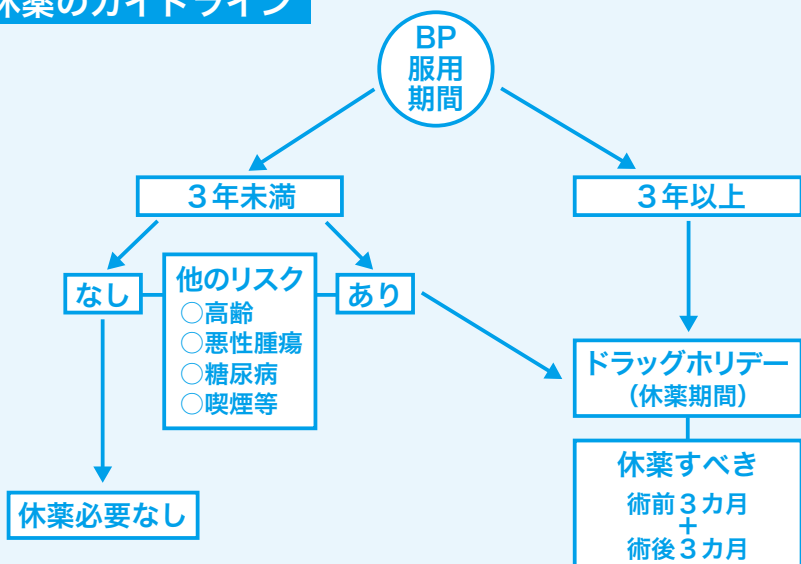 休薬のガイドライン
BP
服用
期間
3年未満
3年以上
なし
他のリスク
○高齢
○悪性腫瘍
○糖尿病
○喫煙等
あり
ドラッグホリデー
（休薬期間）
休薬必要なし
休薬すべき
術前3カ月
+
術後3カ月